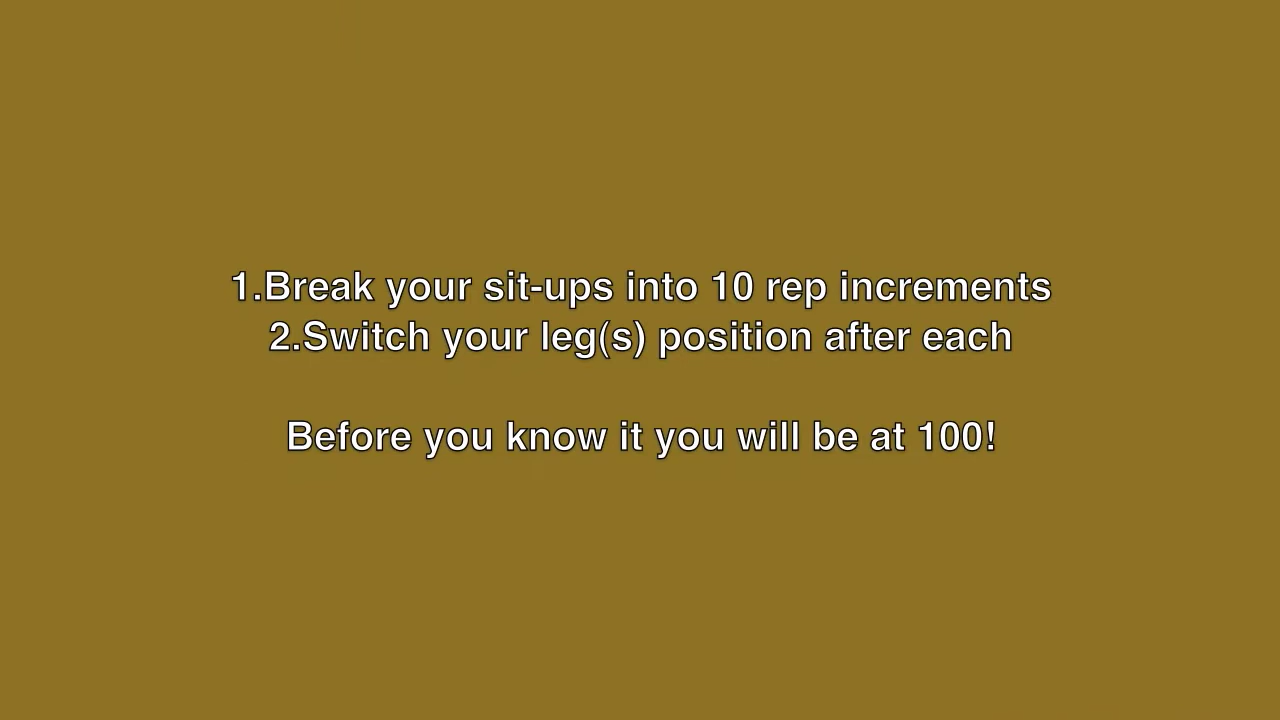 1.Break your sit-ups into 10 rep increments
2.Switch your leg(s) position after each
Before you know it you will be at 100!